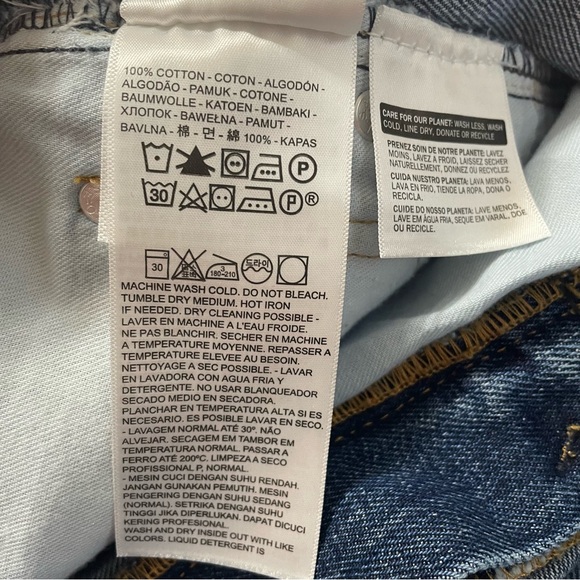 100% COTTON - COTON - ALGODÓN -
ALGODÃO - PAMUK - COTONE -
BAUMWOLLE - KATOEN - BAMBAKI -
ХЛОПОК - BAWEŁNA - PAMUT -
BAVLNA - 棉 - 면 - 綿 100% - KAPAS
P
30 P®
30 180~210 드라이
MACHINE WASH COLD. DO NOT BLEACH.
TUMBLE DRY MEDIUM. HOT IRON
IF NEEDED. DRY CLEANING POSSIBLE -
LAVER EN MACHINE A L'EAU FROIDE.
NE PAS BLANCHIR. SECHER EN MACHINE
A TEMPERATURE MOYENNE. REPASSER A
TEMPERATURE ELEVEE AU BESOIN.
NETTOYAGE A SEC POSSIBLE - LAVAR
EN LAVADORA CON AGUA FRIA Y
DETERGENTE. NO USAR BLANQUEADOR
SECADO MEDIO EN SECADORA.
PLANCHAR EN TEMPERATURA ALTA SI ES
NECESARIO. ES POSIBLE LAVAR EN SECO.
- LAVAGEM NORMAL ATÉ 30°. NÃO
ALVEJAR. SECAGEM EM TAMBOR EM
TEMPERATURA NORMAL. PASSAR A
FERRO ATÉ 200°C. LIMPEZA A SECO
PROFISSIONAL P, NORMAL.
- MESIN CUCI DENGAN SUHU RENDAH.
JANGAN GUNAKAN PEMUTIH. MESIN
PENGERING DENGAN SUHU SEDANG
(NORMAL). SETRIKA DENGAN SUHU
TINGGI JIKA DIPERLUKAN. DAPAT DICUCI
KERING PROFESIONAL.
WASH AND DRY INSIDE OUT WITH LIKE
COLORS. LIQUID DETERGENT IS
CARE FOR OUR PLANET: WASH LESS, WASH
COLD, LINE DRY, DONATE OR RECYCLE
PRENEZ SOIN DE NOTRE PLANETE: LAVEZ
MOINS, LAVEZ A FROID, LAISSEZ SECHER
NATURELLEMENT, DONNEZ OU RECYCLEZ
CUIDA NUESTRO PLANETA: LAVA MENOS,
LAVA EN FRIO, TIENDE LA ROPA, DONA O
RECICLA.
CUIDE DO NOSSO PLANETA: LAVE MENOS,
LAVE EM ÁGUA FRIA, SEQUE EM VARAL, DOE
OU RECICLE.